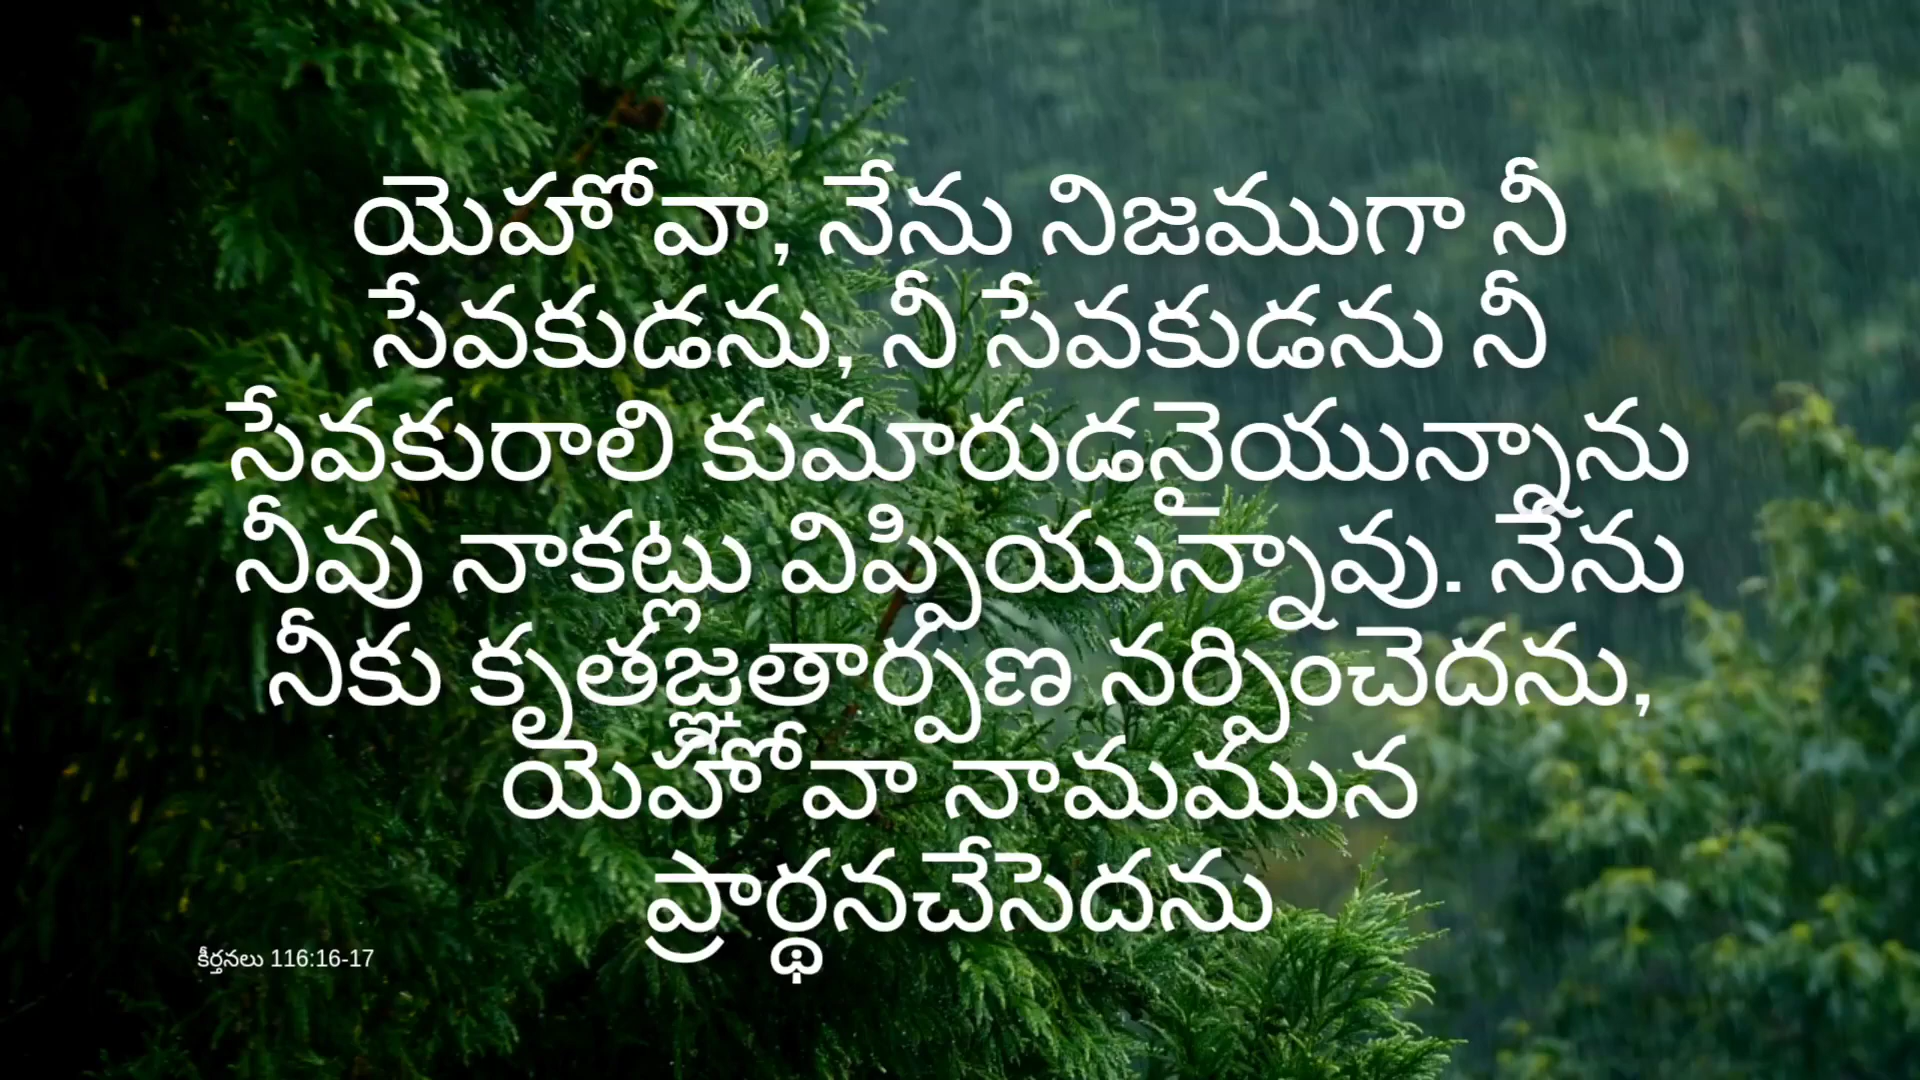 యెహోవా, నేను నిజముగా నీ
సేవకుడను, నీ సేవకుడను నీ
సేవకురాలి కుమారుడనైయున్నాను
నీవు నాకట్లు విప్పియున్నావు. నేను
నీకు కృతజ్ఞతార్పణ నర్పించెదను,
యెహోవా నామమున
ప్రార్థనచేసెదను
కీర్తనలు 116:16-17